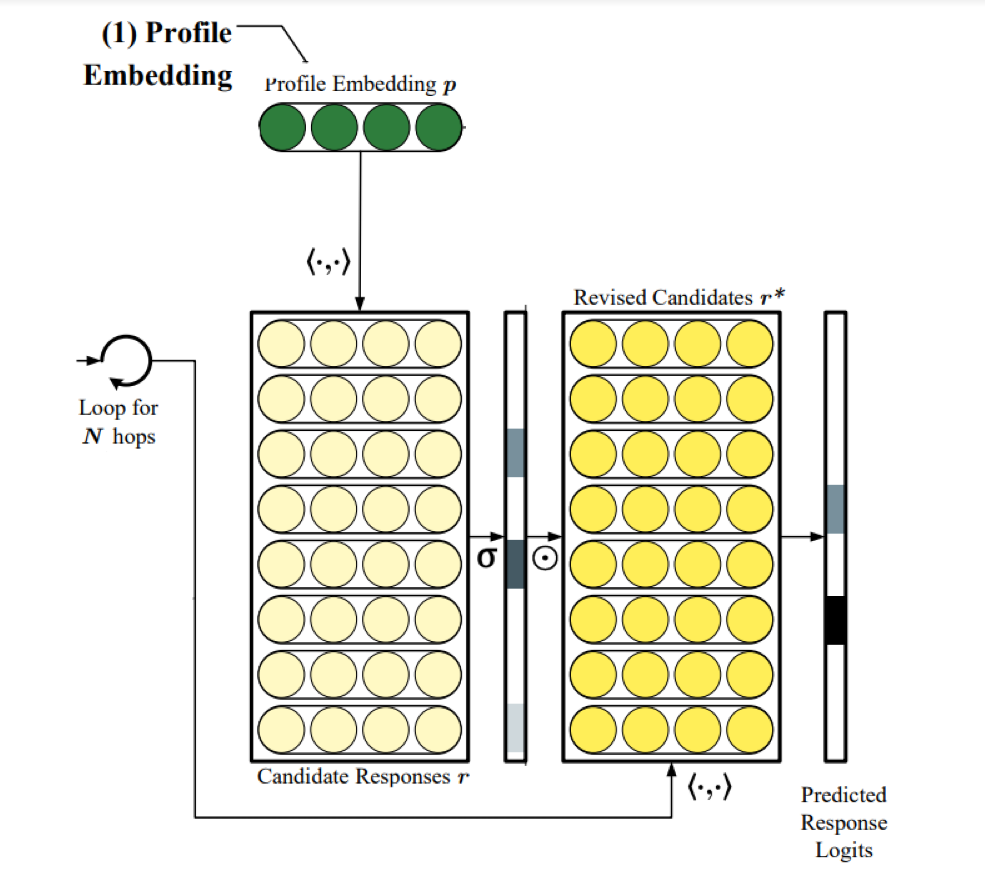 (1) Profile
Embedding
Profile Embedding p
⟨·,·⟩
Revised Candidates r*
Loop for
N hops
σ
⊙
Candidate Responses r
⟨·,·⟩
Predicted
Response
Logits